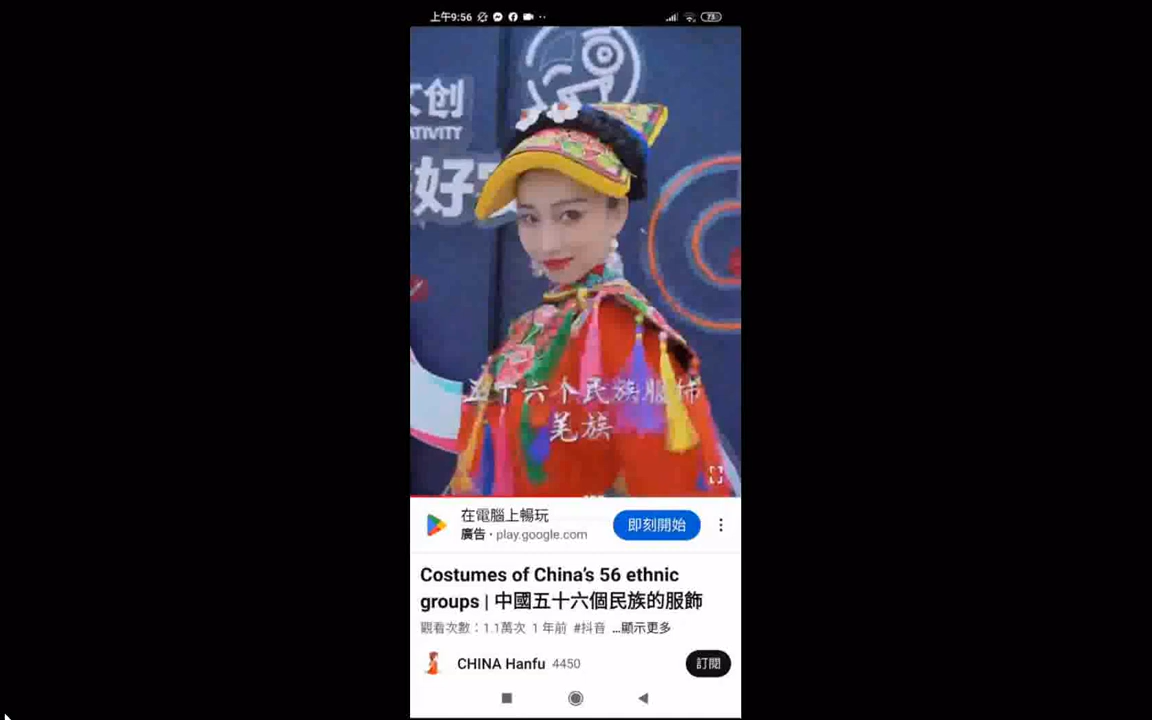 上午9:56
73
文创
ATIVITY
好
五十六个民族服饰
羌族
在電腦上暢玩
廣告 · play.google.com
即刻開始
Costumes of China's 56 ethnic
groups | 中國五十六個民族的服飾
觀看次數：1.1萬次 1 年前 #抖音 ...顯示更多
CHINA Hanfu 4450
訂閱